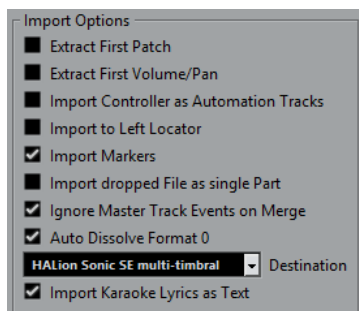 Import Options
Extract First Patch
Extract First Volume/Pan
Import Controller as Automation Tracks
Import to Left Locator
Import Markers
Import dropped File as single Part
Ignore Master Track Events on Merge
Auto Dissolve Format 0
HALion Sonic SE multi-timbral Destination
Import Karaoke Lyrics as Text